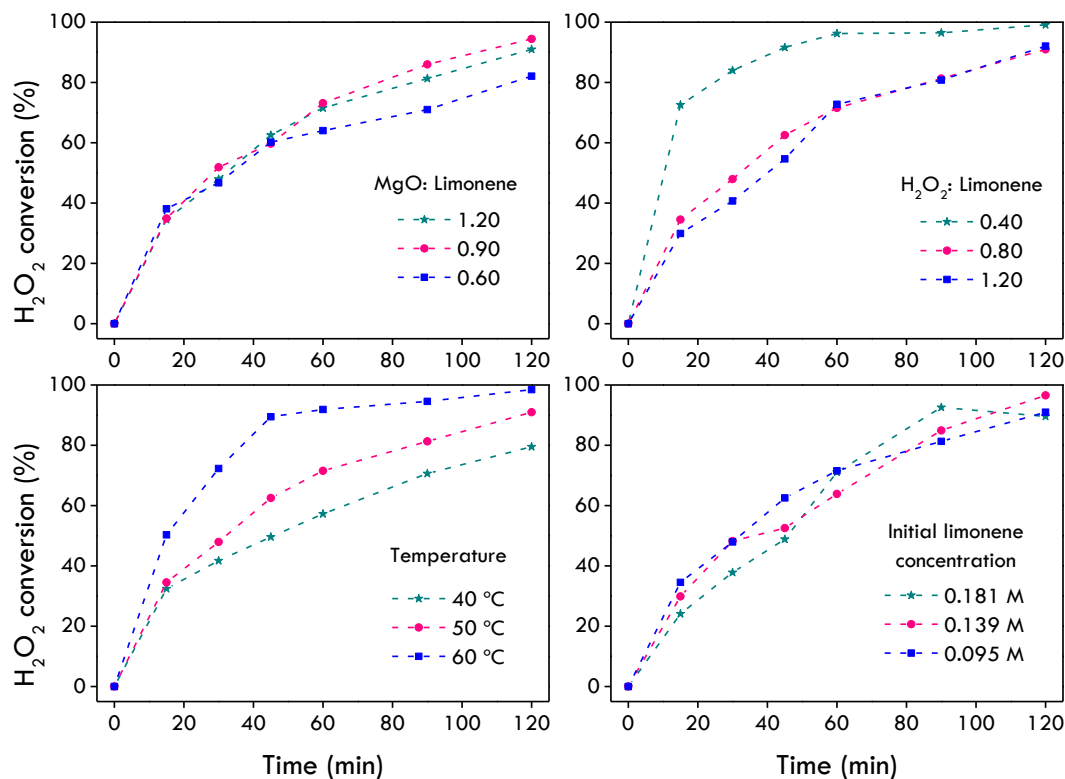 H₂O₂ conversion (%)
100
80
60
40
20
0
MgO: Limonene
1.20
0.90
0.60
0 20 40 60 80 100 120
100
80
60
40
20
0
H₂O₂: Limonene
0.40
0.80
1.20
0 20 40 60 80 100 120
H₂O₂ conversion (%)
100
80
60
40
20
0
Temperature
40 °C
50 °C
60 °C
0 20 40 60 80 100 120
Time (min)
100
80
60
40
20
0
Initial limonene
concentration
0.181 M
0.139 M
0.095 M
0 20 40 60 80 100 120
Time (min)